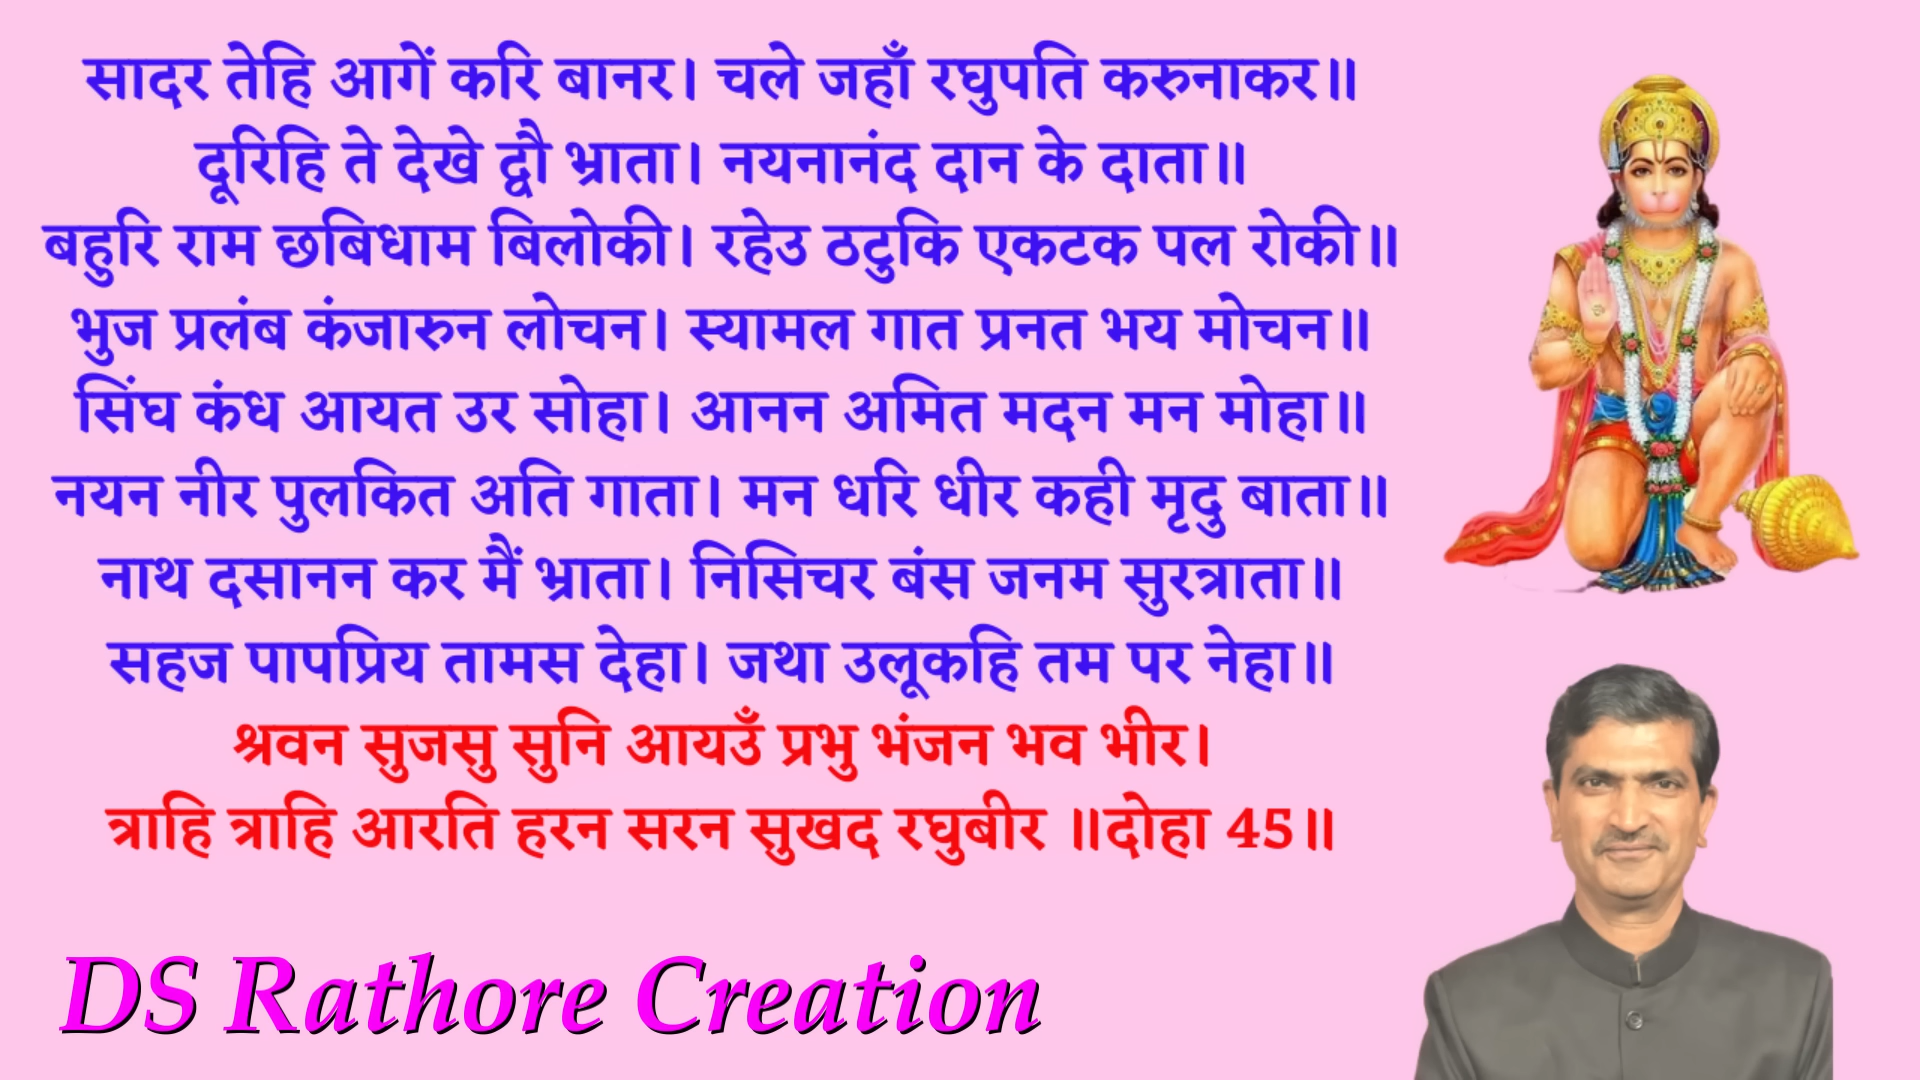 सादर तेहि आगें करि बानर। चले जहाँ रघुपति करुनाकर॥
दूरिहि ते देखे द्वौ भ्राता। नयनानंद दान के दाता॥
बहुरि राम छबिधाम बिलोकी। रहेउ ठटुकि एकटक पल रोकी॥
भुज प्रलंब कंजारुन लोचन। स्यामल गात प्रनत भय मोचन॥
सिंघ कंध आयत उर सोहा। आनन अमित मदन मन मोहा॥
नयन नीर पुलकित अति गाता। मन धरि धीर कही मृदु बाता॥
नाथ दसानन कर मैं भ्राता। निसिचर बंस जनम सुरत्राता॥
सहज पापप्रिय तामस देहा। जथा उलूकहि तम पर नेहा॥
श्रवन सुजसु सुनि आयउँ प्रभु भंजन भव भीर।
त्राहि त्राहि आरति हरन सरन सुखद रघुबीर ॥दोहा 45॥
DS Rathore Creation